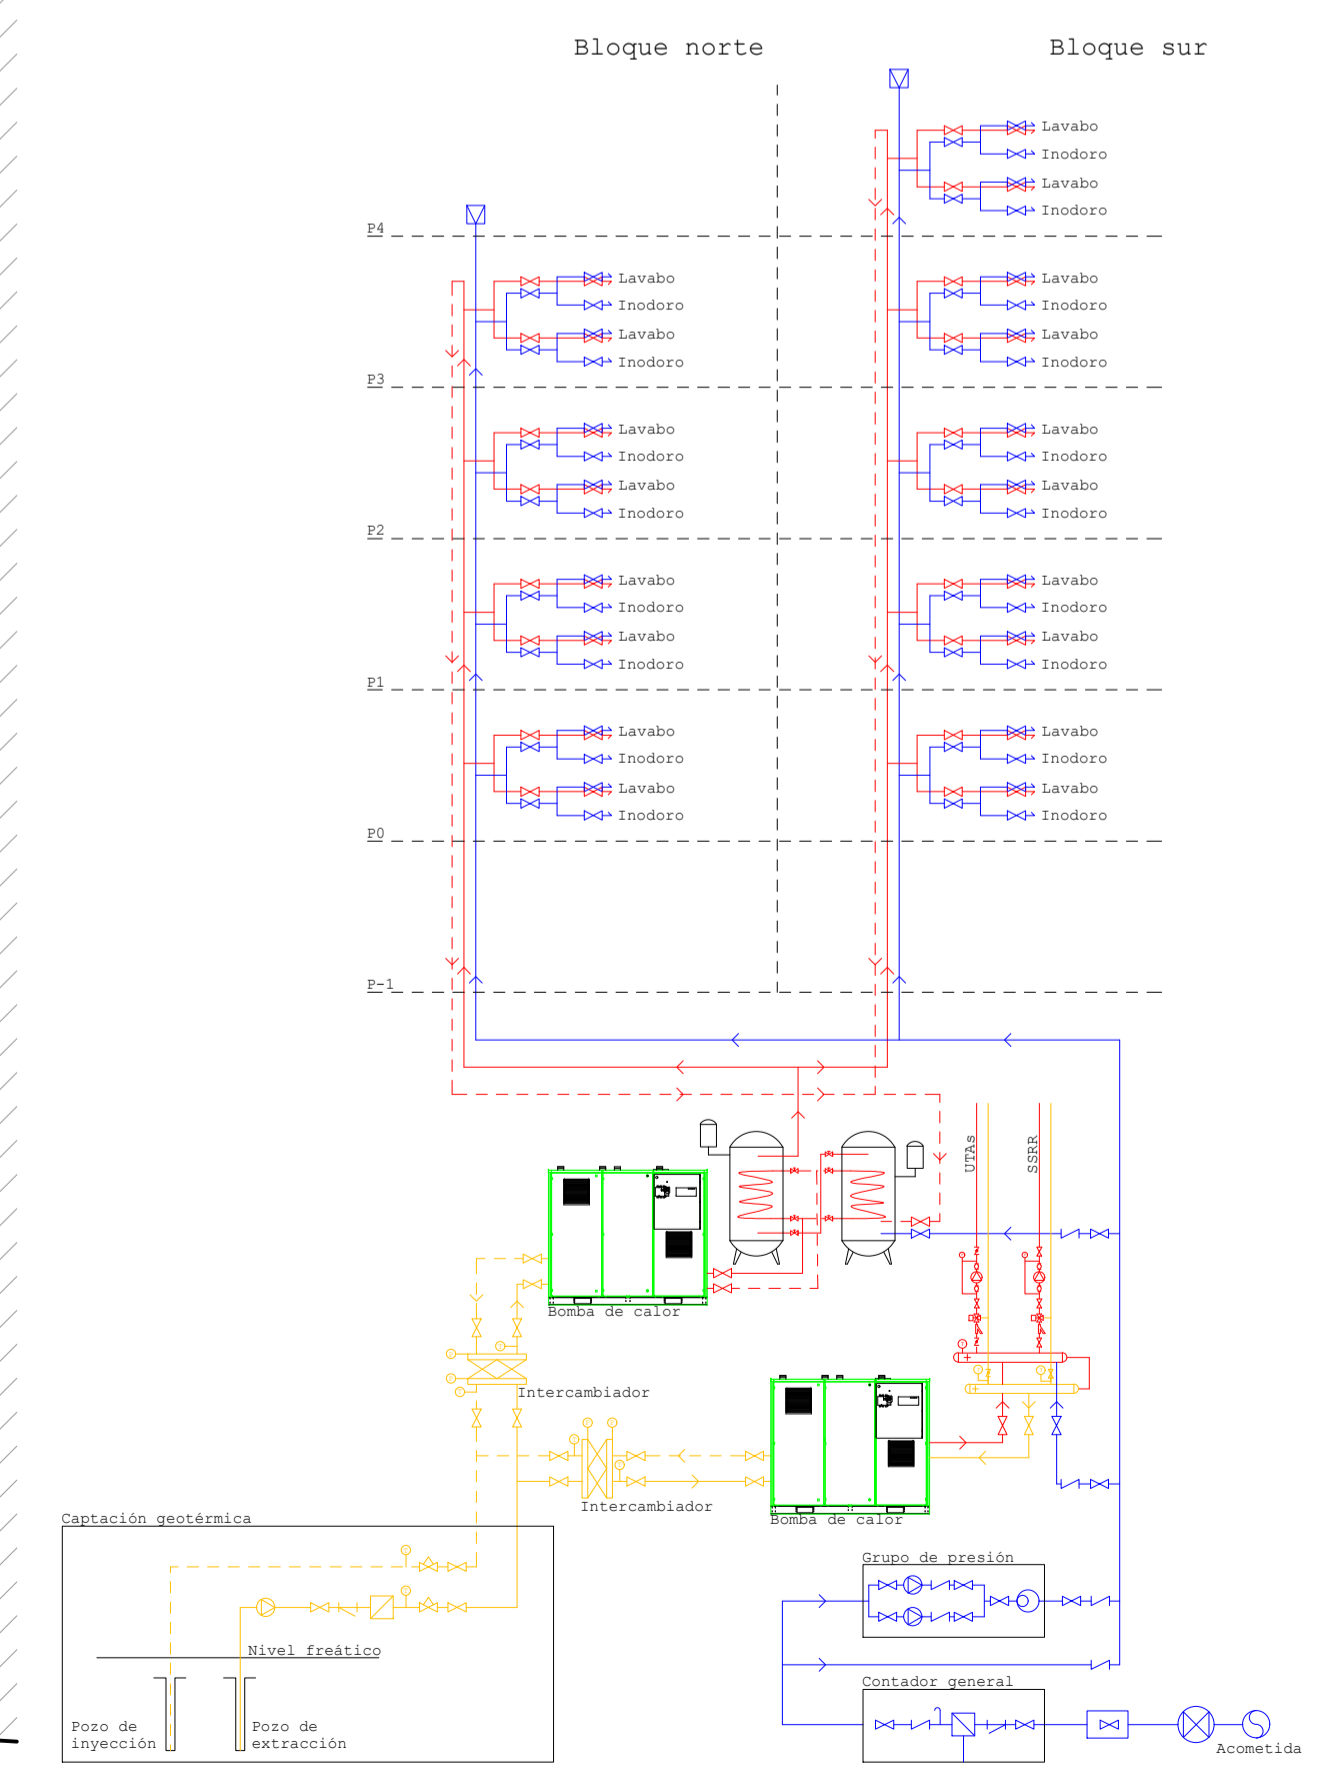 Bloque norte Bloque sur
Lavabo
Inodoro
Lavabo
Inodoro
P4
Lavabo Lavabo
Inodoro Inodoro
Lavabo Lavabo
Inodoro Inodoro
P3
Lavabo Lavabo
Inodoro Inodoro
Lavabo Lavabo
Inodoro Inodoro
P2
Lavabo Lavabo
Inodoro Inodoro
Lavabo Lavabo
Inodoro Inodoro
P1
Lavabo Lavabo
Inodoro Inodoro
Lavabo Lavabo
Inodoro Inodoro
P0
P-1
UTAs SSRR
Bomba de calor
Intercambiador
Intercambiador
Bomba de calor
Captación geotérmica
Grupo de presión
Nivel freático
Contador general
Pozo de
inyección
Pozo de
extracción
Acometida